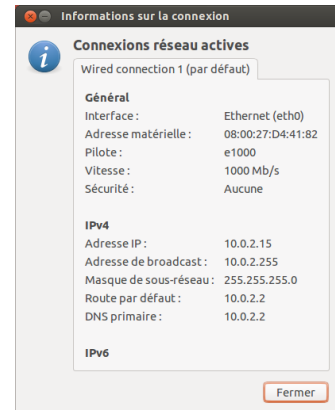 Informations sur la connexion
Connexions réseau actives
Wired connection 1 (par défaut)
Général
Interface : Ethernet (eth0)
Adresse matérielle : 08:00:27:D4:41:82
Pilote : e1000
Vitesse : 1000 Mb/s
Sécurité : Aucune
IPv4
Adresse IP : 10.0.2.15
Adresse de broadcast : 10.0.2.255
Masque de sous-réseau : 255.255.255.0
Route par défaut : 10.0.2.2
DNS primaire : 10.0.2.2
IPv6
Fermer